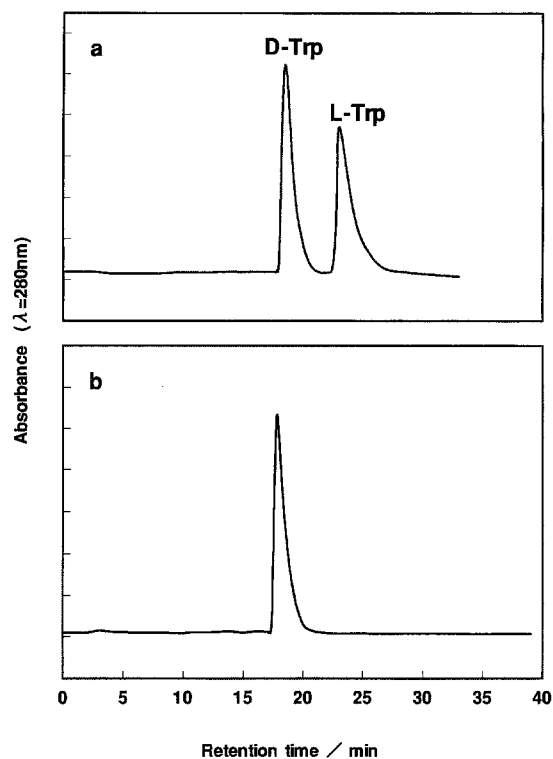 a
D-Trp
L-Trp
b
Absorbance (λ=280nm)
0 5 10 15 20 25 30 35 40
Retention time / min